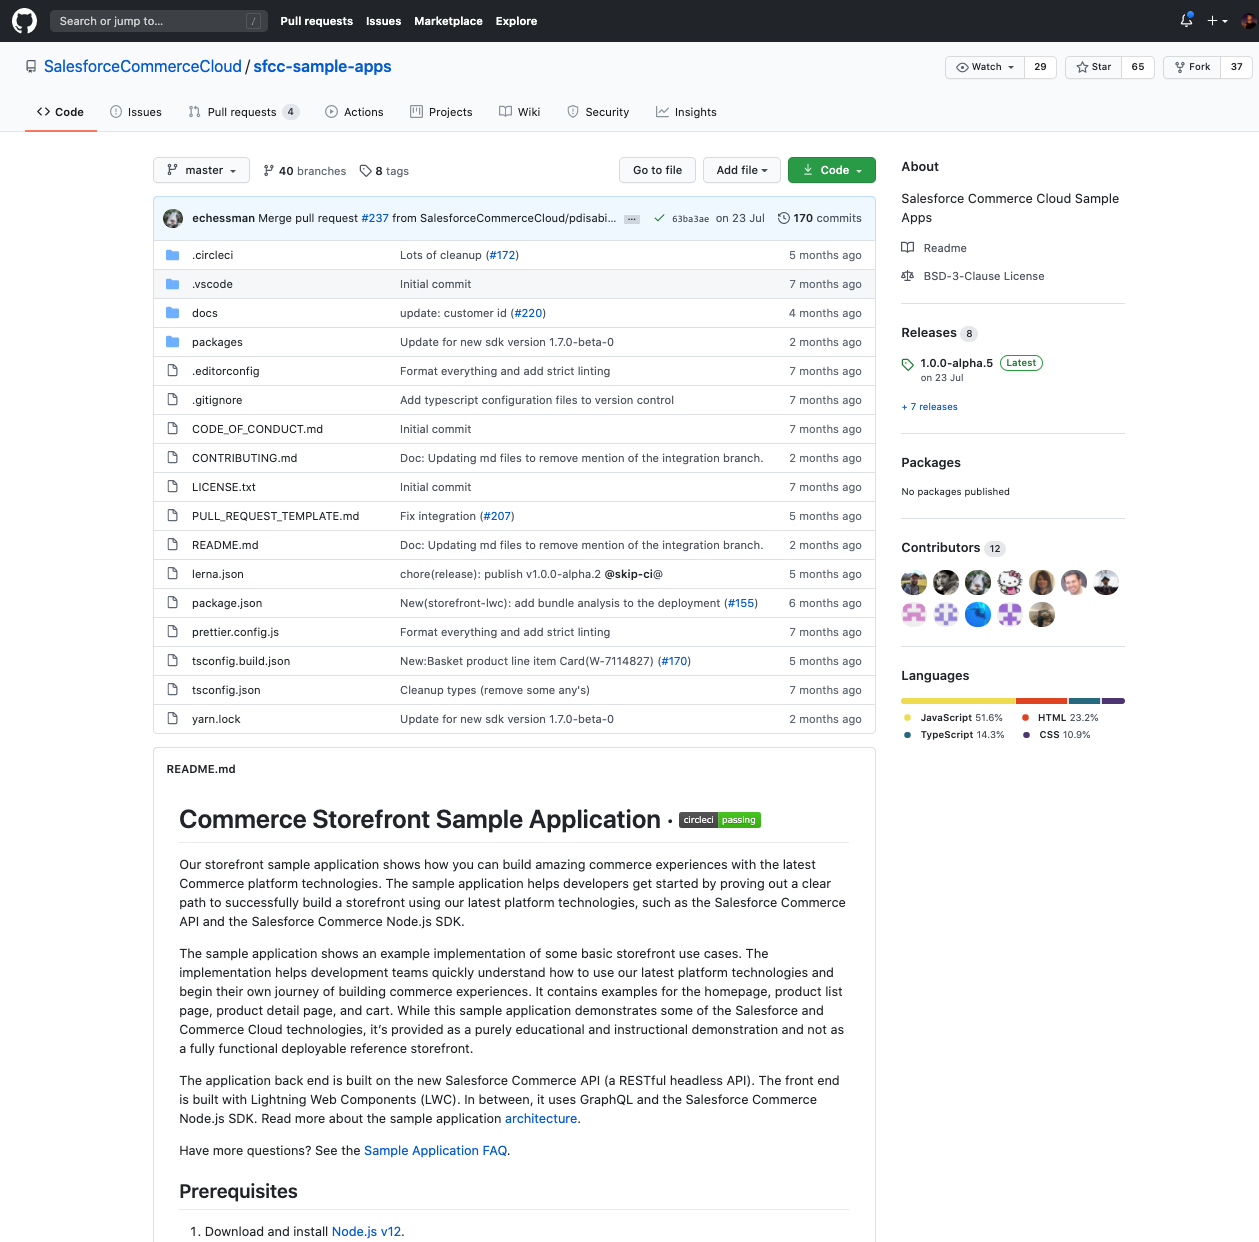 Search or jump to... /
Pull requests Issues Marketplace Explore
SalesforceCommerceCloud / sfcc-sample-apps
Watch 29 Star 65 Fork 37
Code Issues Pull requests 4 Actions Projects Wiki Security Insights
master 40 branches 8 tags Go to file Add file Code
echessman Merge pull request #237 from SalesforceCommerceCloud/pdisabi... ... 63ba3ae on 23 Jul 170 commits
.circleci Lots of cleanup (#172) 5 months ago
.vscode Initial commit 7 months ago
docs update: customer id (#220) 4 months ago
packages Update for new sdk version 1.7.0-beta-0 2 months ago
.editorconfig Format everything and add strict linting 7 months ago
.gitignore Add typescript configuration files to version control 7 months ago
CODE_OF_CONDUCT.md Initial commit 7 months ago
CONTRIBUTING.md Doc: Updating md files to remove mention of the integration branch. 2 months ago
LICENSE.txt Initial commit 7 months ago
PULL_REQUEST_TEMPLATE.md Fix integration (#207) 5 months ago
README.md Doc: Updating md files to remove mention of the integration branch. 2 months ago
lerna.json chore(release): publish v1.0.0-alpha.2 @skip-ci@ 5 months ago
package.json New(storefront-lwc): add bundle analysis to the deployment (#155) 6 months ago
prettier.config.js Format everything and add strict linting 7 months ago
tsconfig.build.json New:Basket product line item Card(W-7114827) (#170) 5 months ago
tsconfig.json Cleanup types (remove some any's) 7 months ago
yarn.lock Update for new sdk version 1.7.0-beta-0 2 months ago
README.md
Commerce Storefront Sample Application · circleci passing
Our storefront sample application shows how you can build amazing commerce experiences with the latest
Commerce platform technologies. The sample application helps developers get started by proving out a clear
path to successfully build a storefront using our latest platform technologies, such as the Salesforce Commerce
API and the Salesforce Commerce Node.js SDK.
The sample application shows an example implementation of some basic storefront use cases. The
implementation helps development teams quickly understand how to use our latest platform technologies and
begin their own journey of building commerce experiences. It contains examples for the homepage, product list
page, product detail page, and cart. While this sample application demonstrates some of the Salesforce and
Commerce Cloud technologies, it's provided as a purely educational and instructional demonstration and not as
a fully functional deployable reference storefront.
The application back end is built on the new Salesforce Commerce API (a RESTful headless API). The front end
is built with Lightning Web Components (LWC). In between, it uses GraphQL and the Salesforce Commerce
Node.js SDK. Read more about the sample application architecture.
Have more questions? See the Sample Application FAQ.
Prerequisites
1. Download and install Node.js v12.
About
Salesforce Commerce Cloud Sample
Apps
Readme
BSD-3-Clause License
Releases 8
1.0.0-alpha.5 Latest
on 23 Jul
+ 7 releases
Packages
No packages published
Contributors 12
Languages
JavaScript 51.6% HTML 23.2%
TypeScript 14.3% CSS 10.9%